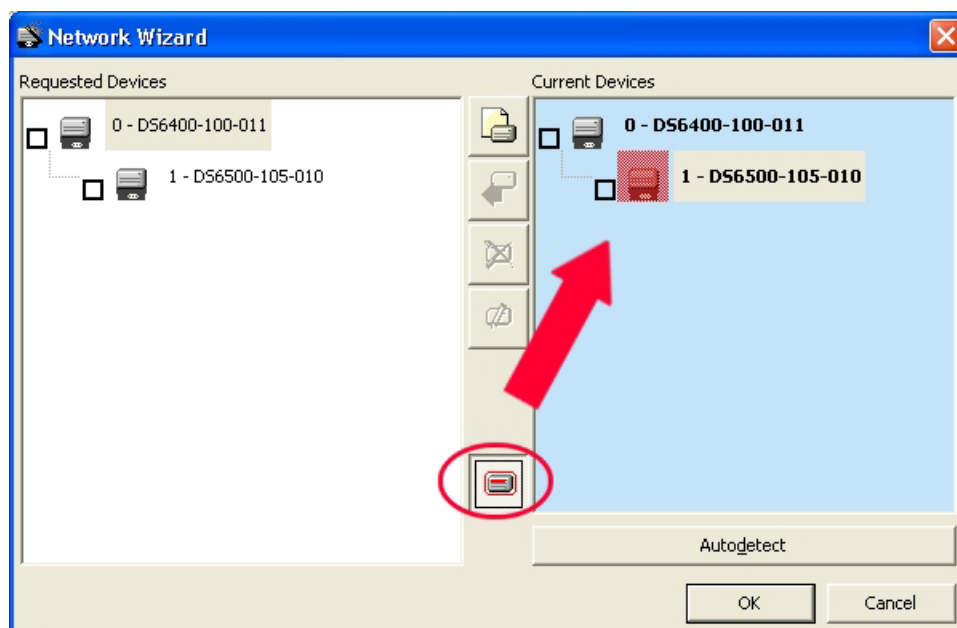 Network Wizard
Requested Devices
Current Devices
0 - DS6400-100-011
1 - DS6500-105-010
0 - DS6400-100-011
1 - DS6500-105-010
Autodetect
OK
Cancel